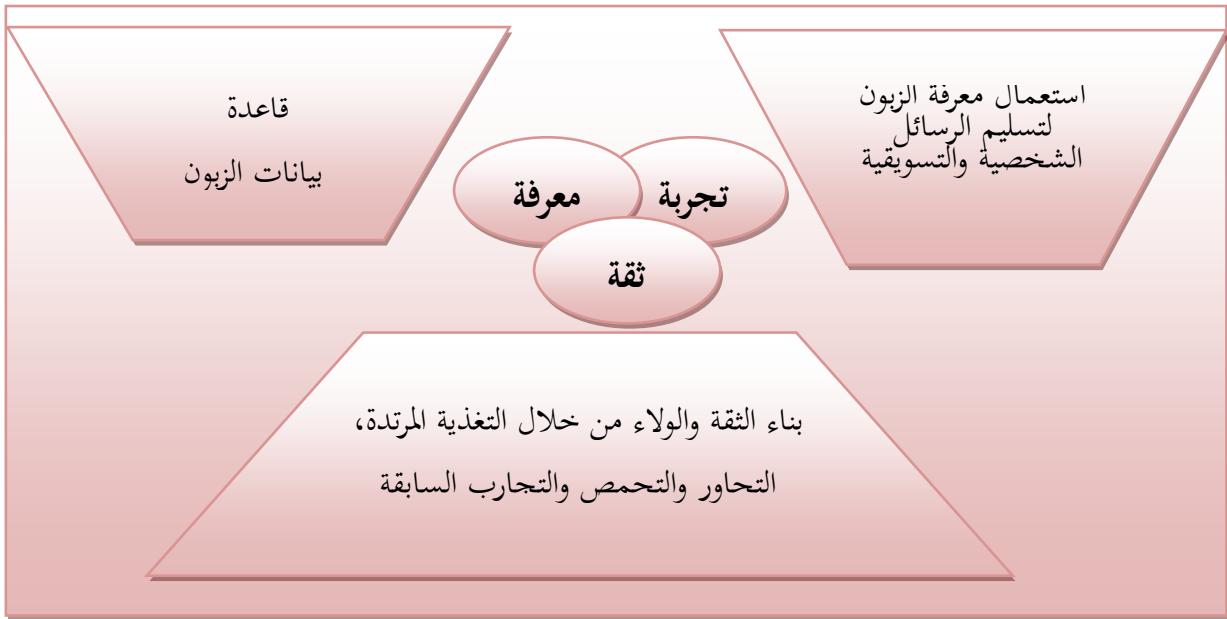 استعمال معرفة الزبون
لتسليم الرسائل
الشخصية والتسويقية
قاعدة
بيانات الزبون
تجربة
معرفة
ثقة
بناء الثقة والولاء من خلال التغذية المرتدة،
التحاور والتحمص والتجارب السابقة